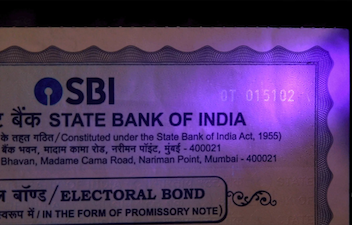 SBI
OT 015102
बैंक STATE BANK OF INDIA
के तहत गठित/Constituted under the State Bank of India Act, 1955)
बैंक भवन, मादाम कामा रोड, नरीमन पॉइंट, मुंबई - 400021
Bhavan, Madame Cama Road, Nariman Point, Mumbai - 400021
बॉण्ड/ELECTORAL BOND
स्वरूप में / IN THE FORM OF PROMISSORY NOTE)